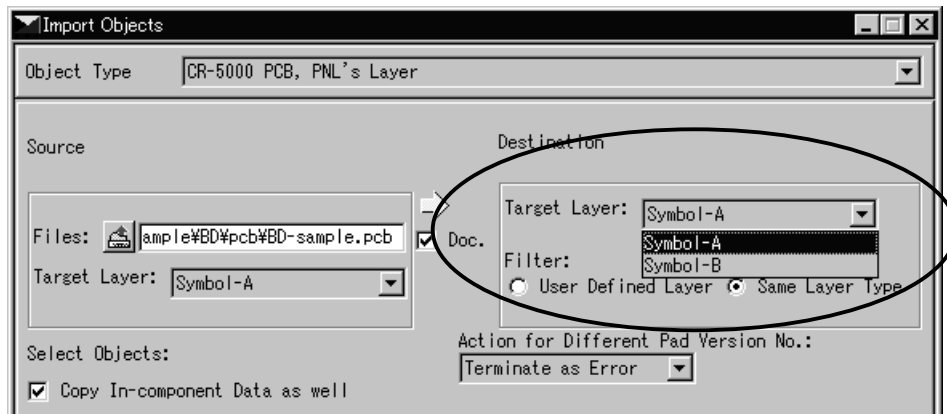 Import Objects
Object Type CR-5000 PCB, PNL's Layer
Source
Destination
Files: ample¥BD¥pcb¥BD-sample.pcb
Doc.
Target Layer: Symbol-A
Target Layer: Symbol-A
Symbol-A
Symbol-B
Filter:
User Defined Layer Same Layer Type
Select Objects:
Copy In-component Data as well
Action for Different Pad Version No.:
Terminate as Error